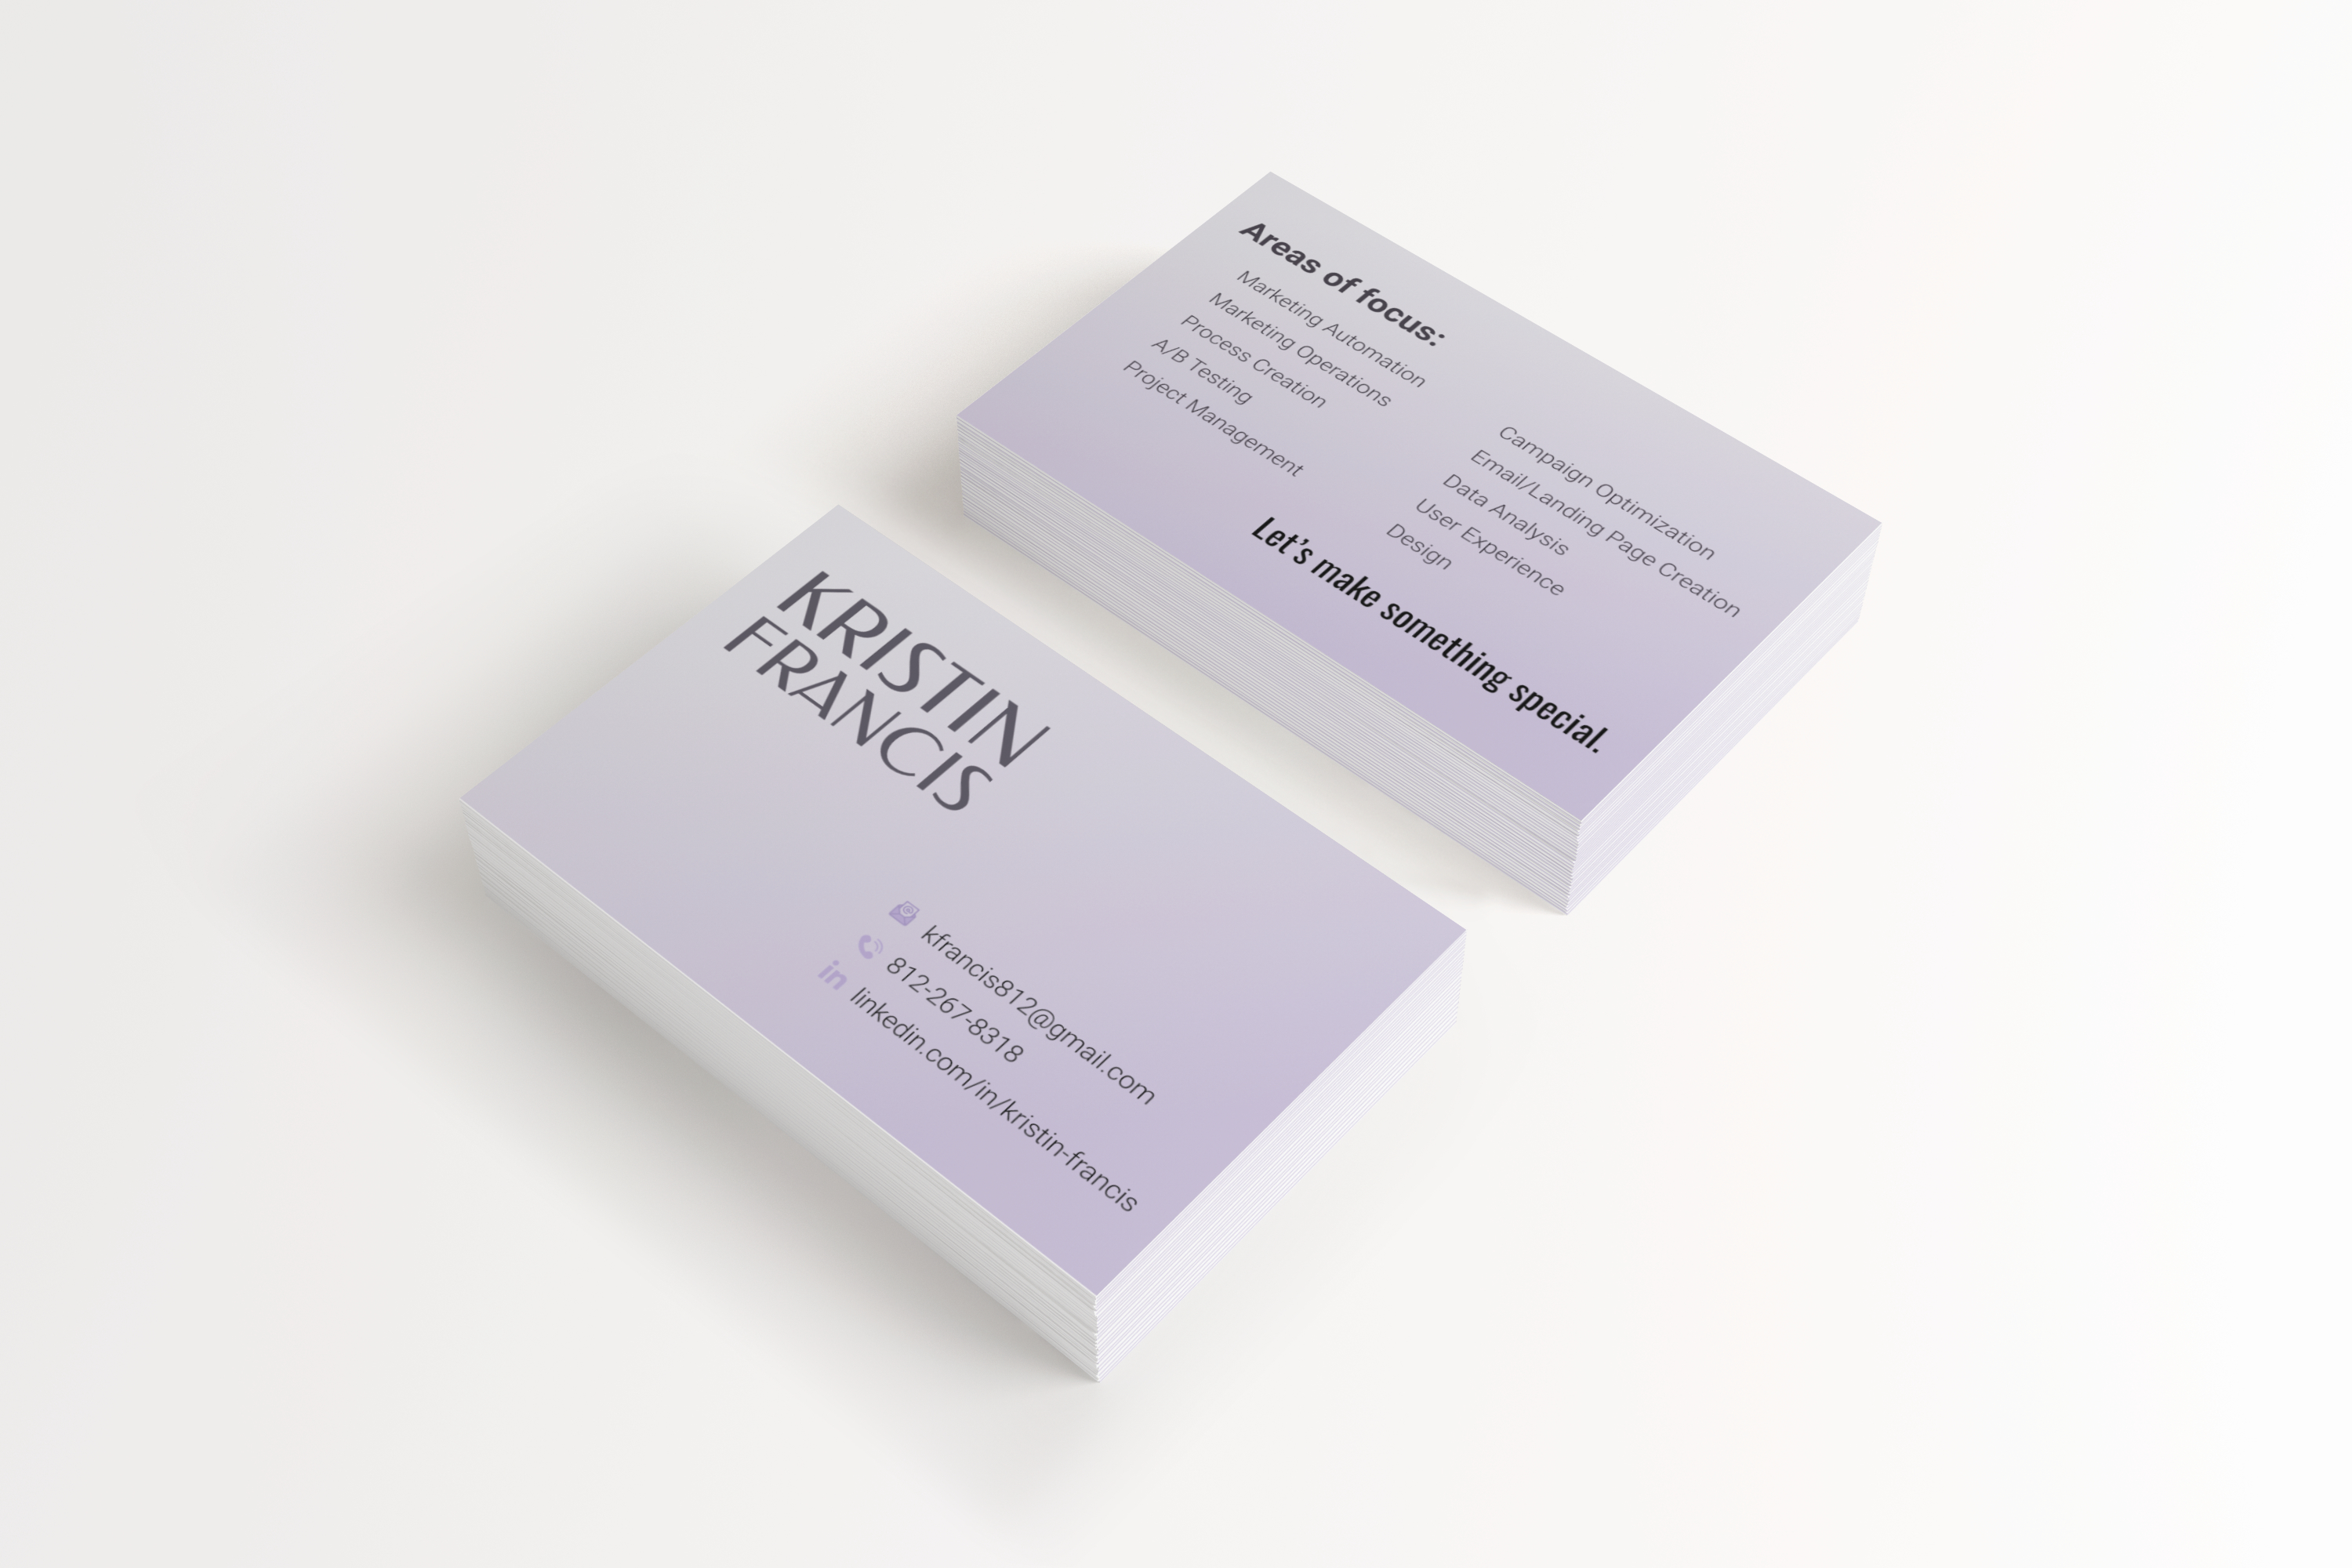 Areas of focus:
Marketing Automation
Marketing Operations
Process Creation
A/B Testing
Project Management
Campaign Optimization
Email/Landing Page Creation
Data Analysis
User Experience
Design
Let's make something special.
KRISTIN
FRANCIS
kfrancis812@gmail.com
812-267-8318
in linkedin.com/in/kristin-francis